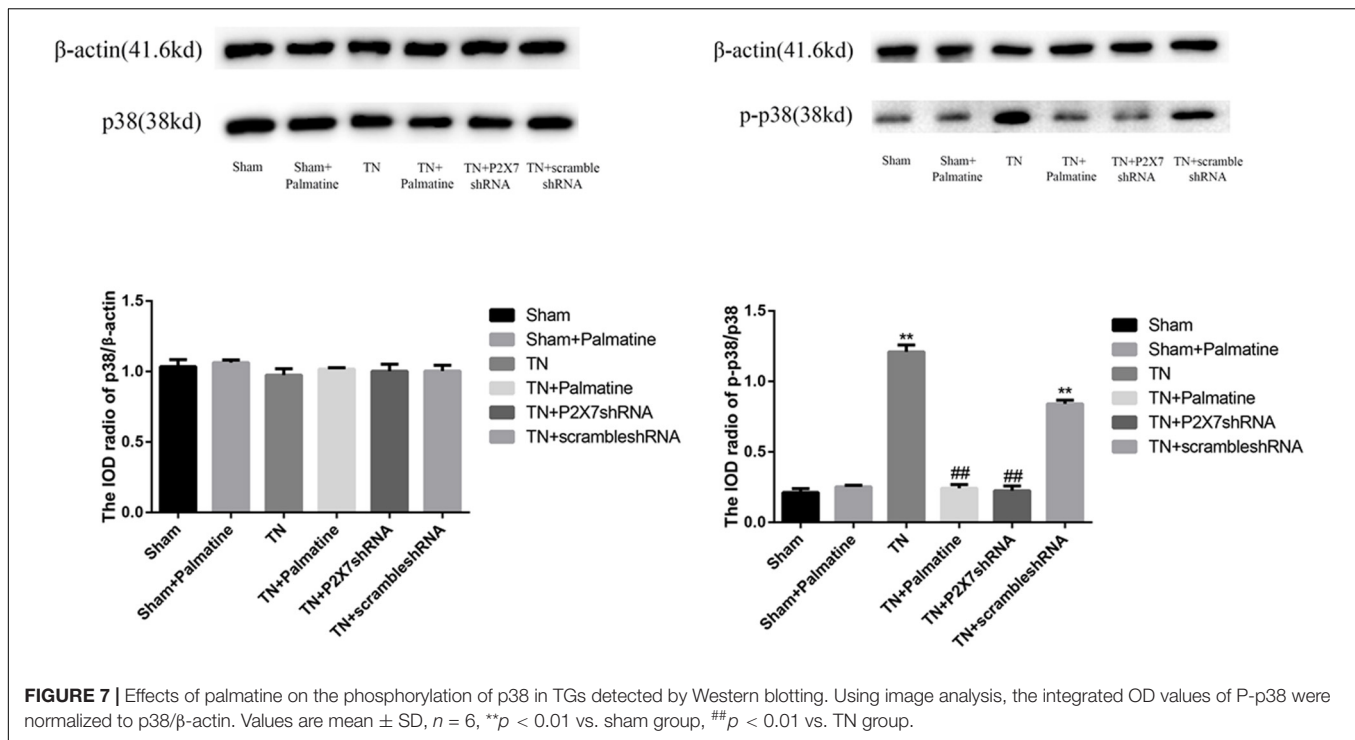 β-actin(41.6kd)
p38(38kd)
Sham
Sham+
Palmatine
TN
TN+
Palmatine
TN+P2X7
shRNA
TN+scramble
shRNA
β-actin(41.6kd)
p-p38(38kd)
Sham
Sham+
Palmatine
TN
TN+
Palmatine
TN+P2X7
shRNA
TN+scramble
shRNA
The IOD radio of p38/β-actin
1.5
1.0
0.5
0.0
Sham
Sham+Palmatine
TN
TN+Palmatine
TN+P2X7shRNA
TN+scrambleshRNA
Sham
Sham+Palmatine
TN
TN+Palmatine
TN+P2X7shRNA
TN+scrambleshRNA
The IOD radio of p-p38/p38
1.5
1.0
0.5
0.0
**
##
##
**
Sham
Sham+Palmatine
TN
TN+Palmatine
TN+P2X7shRNA
TN+scrambleshRNA
Sham
Sham+Palmatine
TN
TN+Palmatine
TN+P2X7shRNA
TN+scrambleshRNA
FIGURE 7 | Effects of palmatine on the phosphorylation of p38 in TGs detected by Western blotting. Using image analysis, the integrated OD values of P-p38 were
normalized to p38/β-actin. Values are mean ± SD, n = 6, **p < 0.01 vs. sham group, ##p < 0.01 vs. TN group.